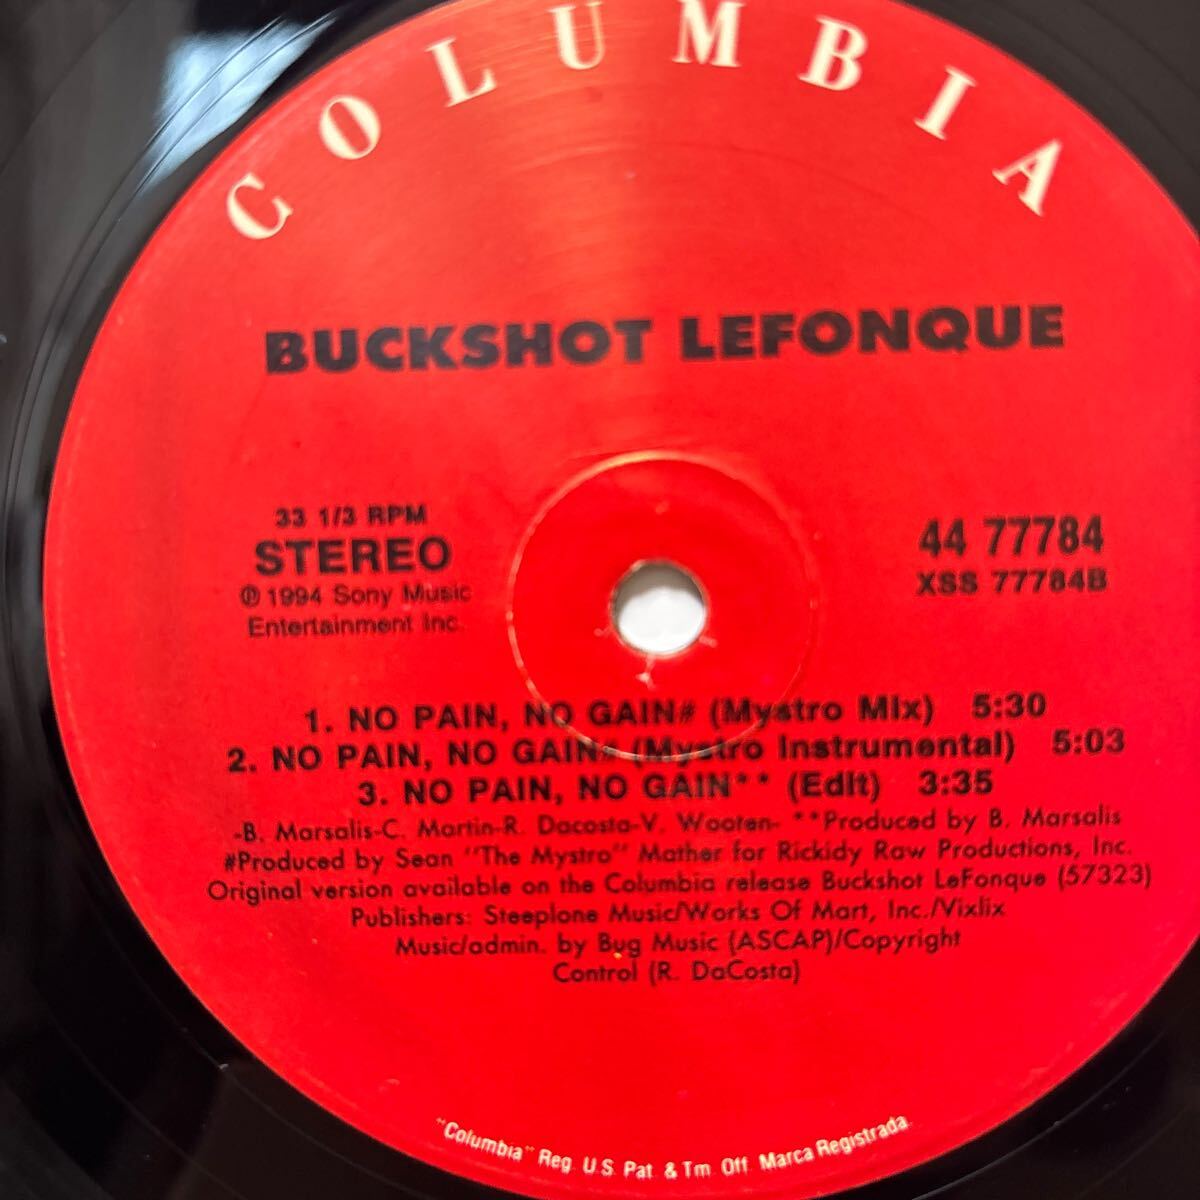 COLUMBIA
BUCKSHOT LEFONQUE
33 1/3 RPM
STEREO
℗ 1994 Sony Music
Entertainment Inc.
44 77784
XSS 77784B
1. NO PAIN, NO GAIN# (Mystro Mix) 5:30
2. NO PAIN, NO GAIN# (Mystro Instrumental) 5:03
3. NO PAIN, NO GAIN** (Edit) 3:35
-B. Marsalis-C. Martin-R. Dacosta-V. Wooten- **Produced by B. Marsalis
#Produced by Sean "The Mystro" Mather for Rickidy Raw Productions, Inc.
Original version available on the Columbia release Buckshot LeFonque (57323)
Publishers: Steeplone Music/Works Of Mart, Inc./Vixlix
Music/admin. by Bug Music (ASCAP)/Copyright
Control (R. DaCosta)
"Columbia" Reg. U.S. Pat. & Tm. Off. Marca Registrada.